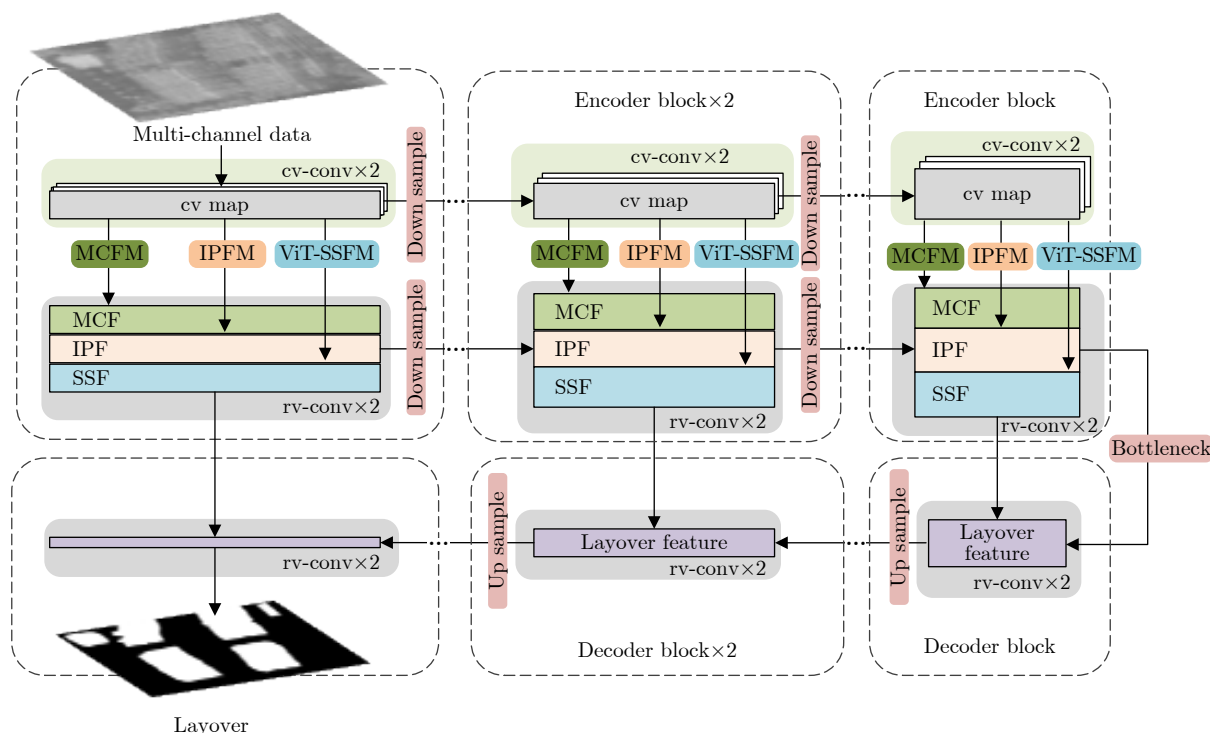 Multi-channel data
cv-conv×2
cv map
MCFM
IPFM
ViT-SSFM
MCF
IPF
SSF
rv-conv×2
Down sample
Down sample
Encoder block×2
cv-conv×2
cv map
MCFM
IPFM
ViT-SSFM
MCF
IPF
SSF
rv-conv×2
Down sample
Down sample
Encoder block
cv-conv×2
cv map
MCFM
IPFM
ViT-SSFM
MCF
IPF
SSF
rv-conv×2
Bottleneck
rv-conv×2
Up sample
Layover feature
rv-conv×2
Decoder block×2
Up sample
Layover
feature
rv-conv×2
Decoder block
Layover